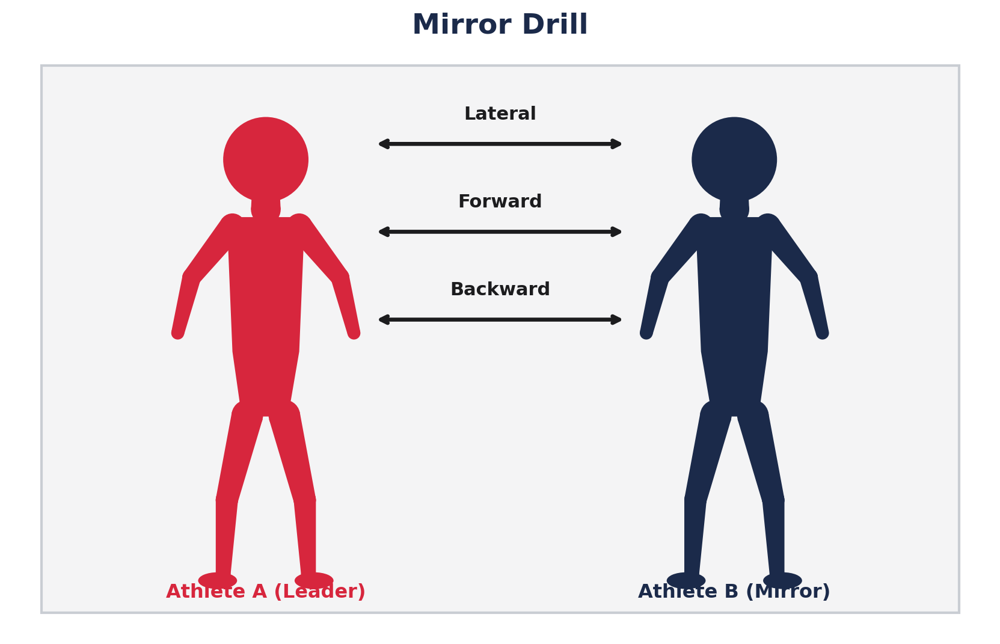 Mirror Drill
Lateral
Forward
Backward
Athlete A (Leader)
Athlete B (Mirror)